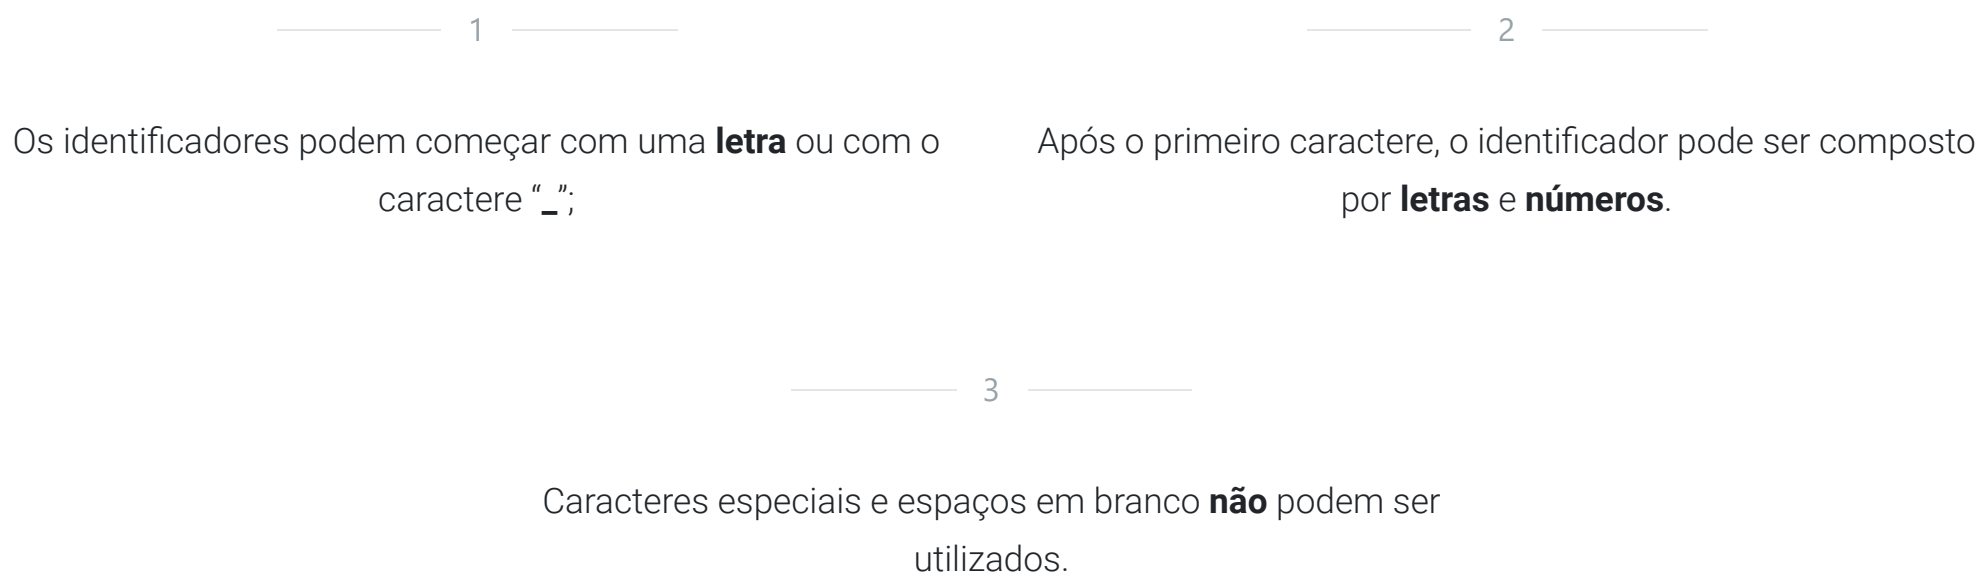 1
Os identificadores podem começar com uma letra ou com o
caractere “_”;
2
Após o primeiro caractere, o identificador pode ser composto
por letras e números.
3
Caracteres especiais e espaços em branco não podem ser
utilizados.